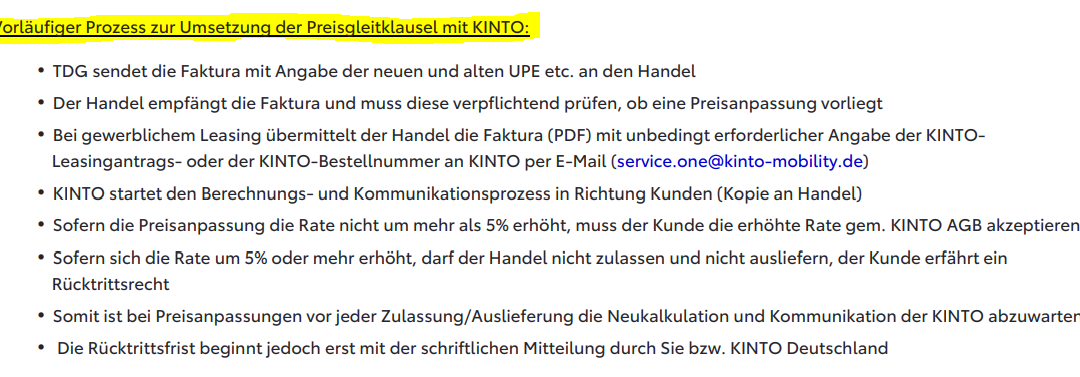 Vorläufiger Prozess zur Umsetzung der Preisgleitklausel mit KINTO:
• TDG sendet die Faktura mit Angabe der neuen und alten UPE etc. an den Handel
• Der Handel empfängt die Faktura und muss diese verpflichtend prüfen, ob eine Preisanpassung vorliegt
• Bei gewerblichem Leasing übermittelt der Handel die Faktura (PDF) mit unbedingt erforderlicher Angabe der KINTO-
Leasingantrags- oder der KINTO-Bestellnummer an KINTO per E-Mail (service.one@kinto-mobility.de)
• KINTO startet den Berechnungs- und Kommunikationsprozess in Richtung Kunden (Kopie an Handel)
• Sofern die Preisanpassung die Rate nicht um mehr als 5% erhöht, muss der Kunde die erhöhte Rate gem. KINTO AGB akzeptieren
• Sofern sich die Rate um 5% oder mehr erhöht, darf der Handel nicht zulassen und nicht ausliefern, der Kunde erfährt ein
Rücktrittsrecht
• Somit ist bei Preisanpassungen vor jeder Zulassung/Auslieferung die Neukalkulation und Kommunikation der KINTO abzuwarten
• Die Rücktrittsfrist beginnt jedoch erst mit der schriftlichen Mitteilung durch Sie bzw. KINTO Deutschland